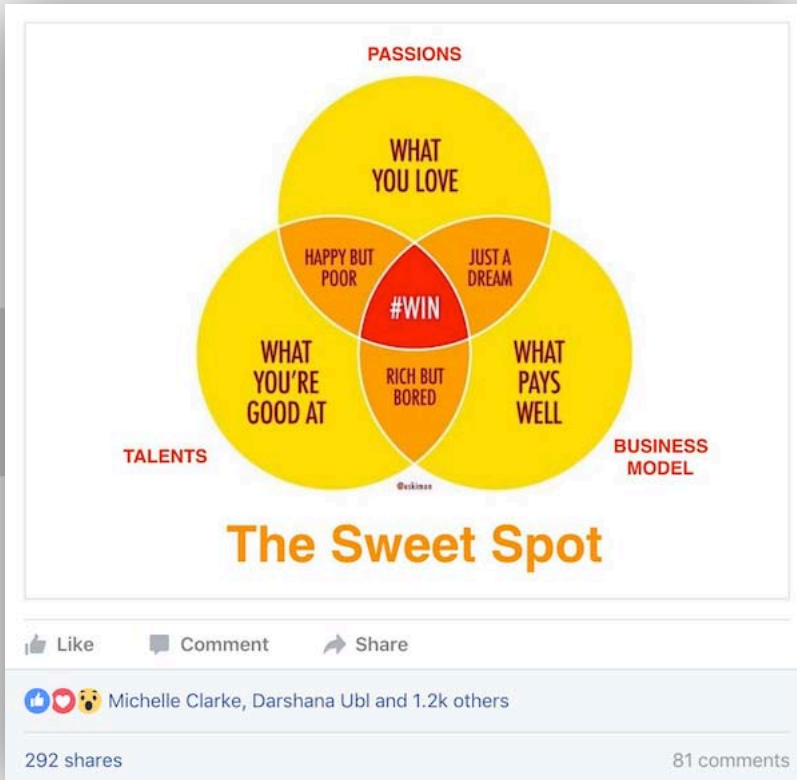 PASSIONS
WHAT
YOU LOVE
HAPPY BUT
POOR
JUST A
DREAM
#WIN
WHAT
YOU'RE
GOOD AT
RICH BUT
BORED
WHAT
PAYS
WELL
TALENTS
BUSINESS
MODEL
The Sweet Spot
Like Comment Share
Michelle Clarke, Darshana Ubl and 1.2k others
292 shares 81 comments